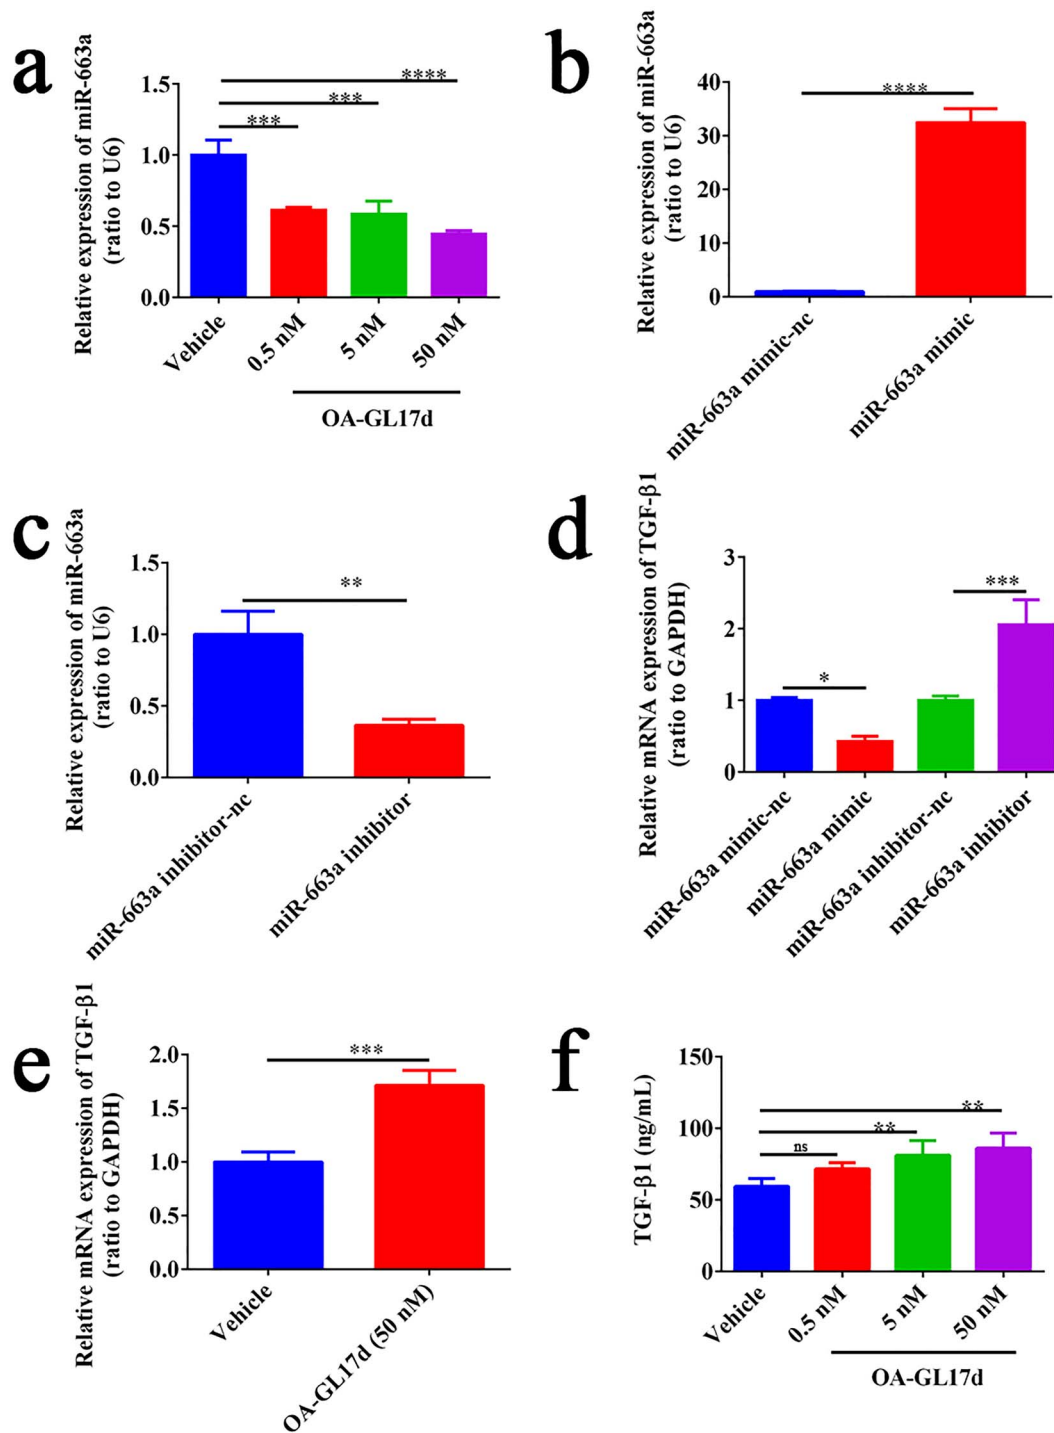 a
Relative expression of miR-663a
(ratio to U6)
1.5
1.0
0.5
0.0
****
***
***
Vehicle
0.5 nM
5 nM
50 nM
OA-GL17d
b
Relative expression of miR-663a
(ratio to U6)
40
30
20
10
0
****
miR-663a mimic-nc
miR-663a mimic
c
Relative expression of miR-663a
(ratio to U6)
1.5
1.0
0.5
0.0
**
miR-663a inhibitor-nc
miR-663a inhibitor
d
Relative mRNA expression of TGF-β1
(ratio to GAPDH)
3
2
1
0
*
***
miR-663a mimic-nc
miR-663a mimic
miR-663a inhibitor-nc
miR-663a inhibitor
e
Relative mRNA expression of TGF-β1
(ratio to GAPDH)
2.0
1.5
1.0
0.5
0.0
***
Vehicle
OA-GL17d (50 nM)
f
TGF-β1 (ng/mL)
150
100
50
0
**
**
ns
Vehicle
0.5 nM
5 nM
50 nM
OA-GL17d